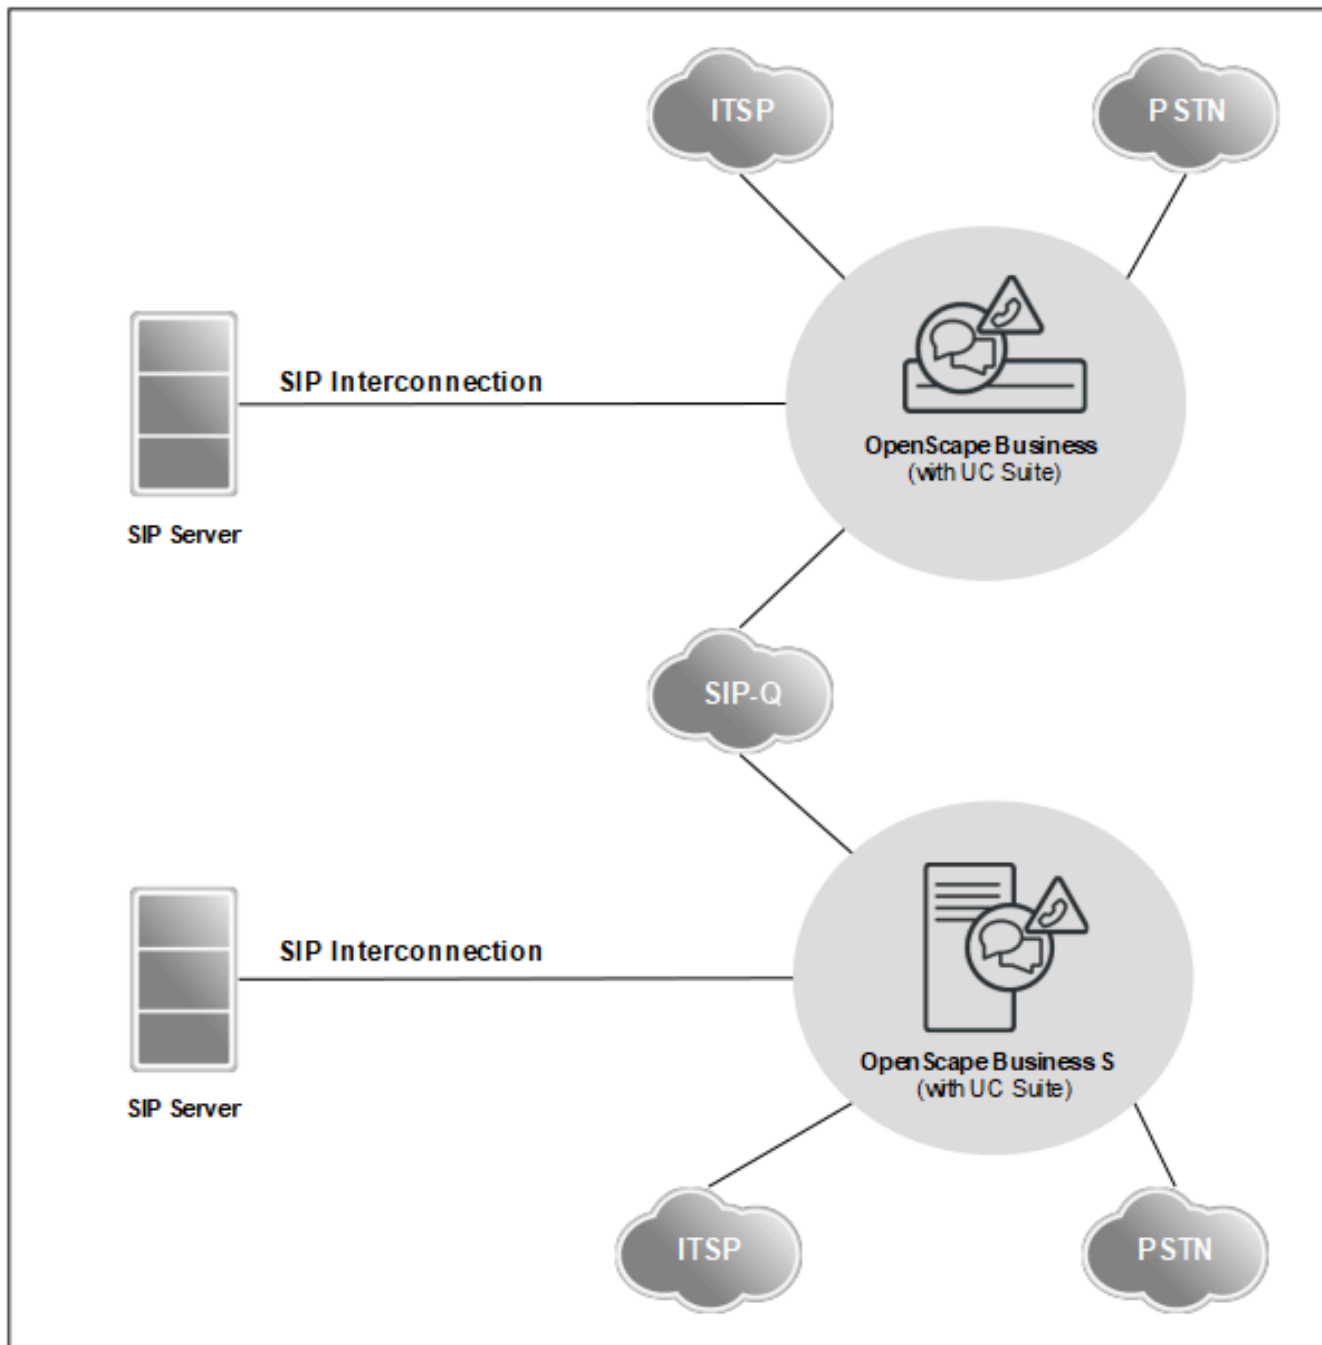 ITSP
PSTN
SIP Interconnection
OpenScape Business
(with UC Suite)
SIP Server
SIP-Q
SIP Interconnection
OpenScape Business S
(with UC Suite)
SIP Server
ITSP
PSTN